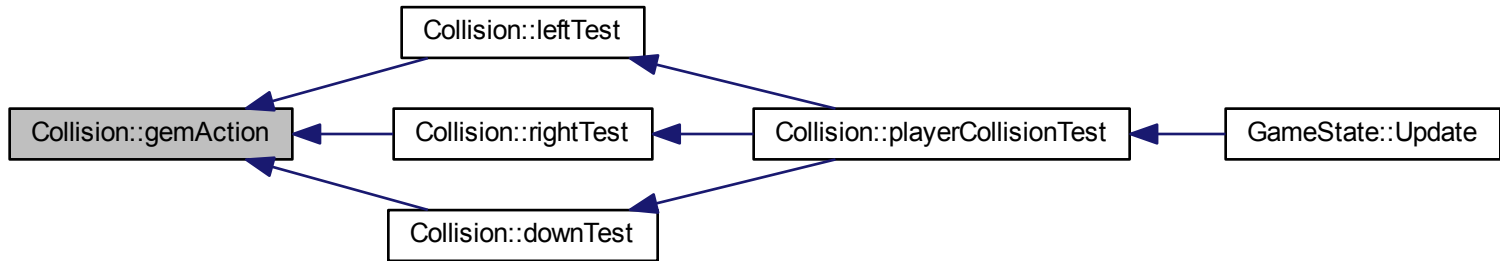 Collision::leftTest
Collision::gemAction
Collision::rightTest
Collision::playerCollisionTest
GameState::Update
Collision::downTest